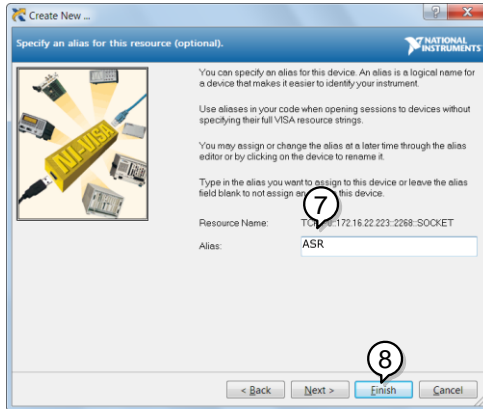 Create New ...
Specify an alias for this resource (optional).
NATIONAL
INSTRUMENTS
You can specify an alias for this device. An alias is a logical name for
a device that makes it easier to identify your instrument.
Use aliases in your code when opening sessions to devices without
specifying their full VISA resource strings.
You may assign or change the alias at a later time through the alias
editor or by clicking on the device to rename it.
Type in the alias you want to assign to this device or leave the alias
field blank to not assign an this device.
7
Resource Name: 172.16.22.223::2268::SOCKET
Alias:
ASR
NI-VISA
8
< Back Next > Finish Cancel